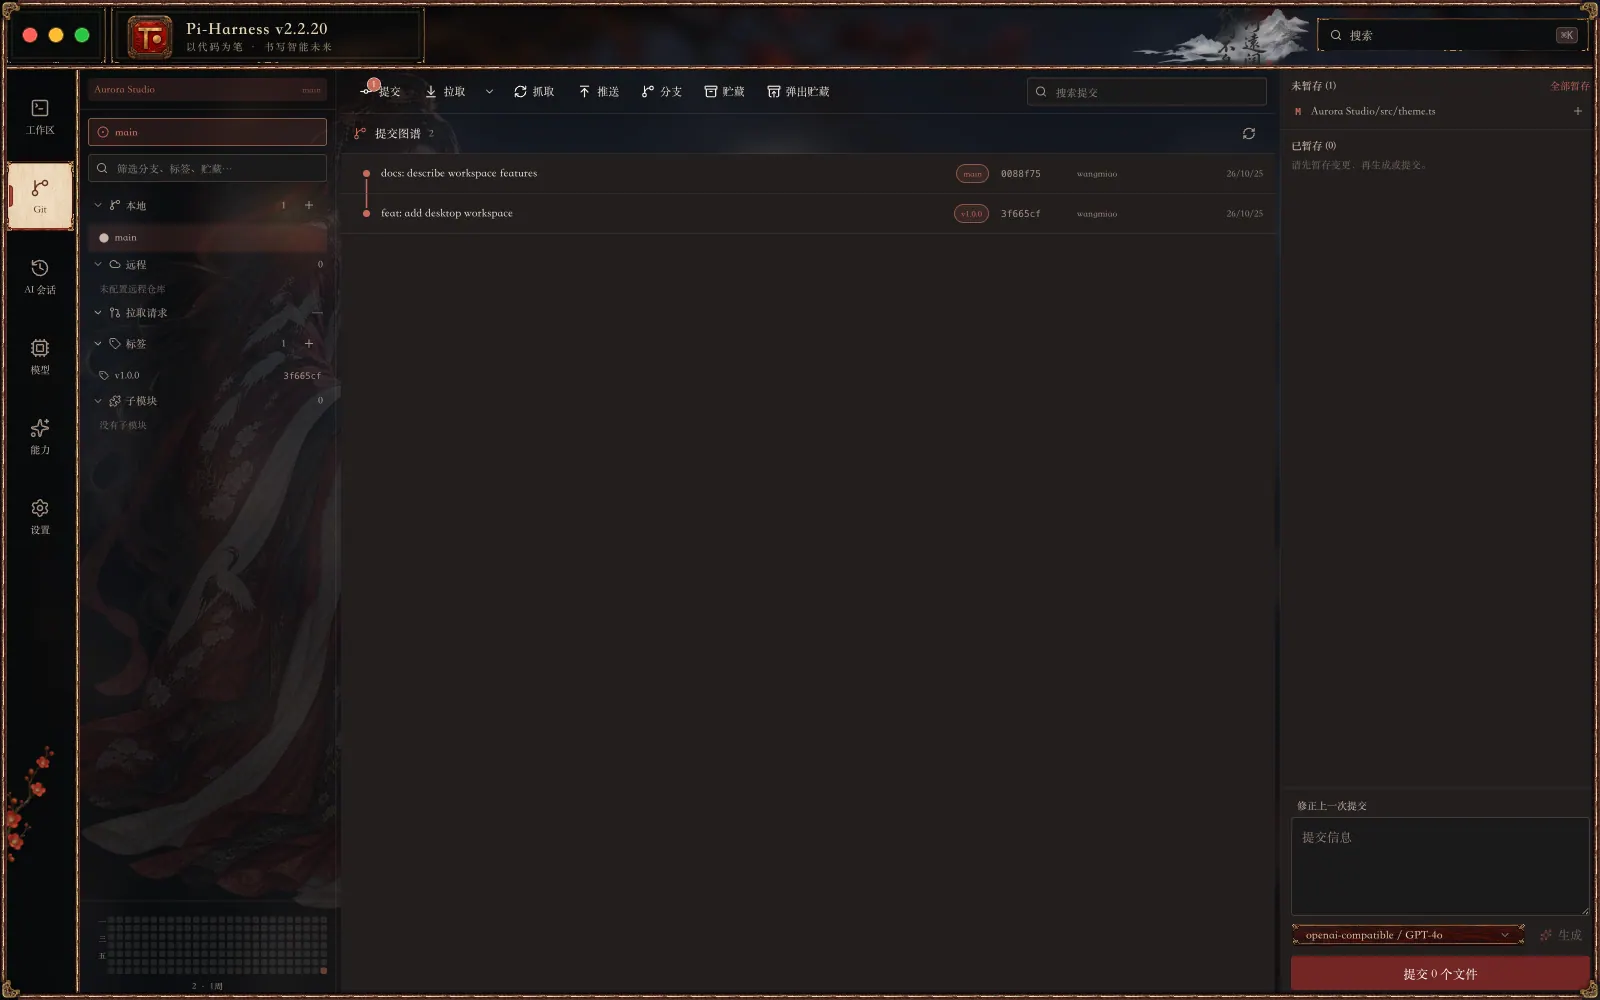 Pi-Harness v2.2.20
以代码为笔 · 书写智能未来
搜索
⌘K
工作区
Git
AI 会话
模型
能力
设置
Aurora Studio
main
main
筛选分支、标签、贮藏…
本地
1
main
远程
0
未配置远程仓库
拉取请求
标签
1
v1.0.0
3f665cf
子模块
0
没有子模块
一
三
五
2 · 1周
1
提交
拉取
抓取
推送
分支
贮藏
弹出贮藏
搜索提交
提交图谱 2
docs: describe workspace features
main
0088f75
wangmiao
26/10/25
feat: add desktop workspace
v1.0.0
3f665cf
wangmiao
26/10/25
未暂存 (1)
全部暂存
M
Aurora Studio/src/theme.ts
已暂存 (0)
请先暂存变更，再生成或提交。
修正上一次提交
提交信息
openai-compatible / GPT-4o
生成
提交 0 个文件